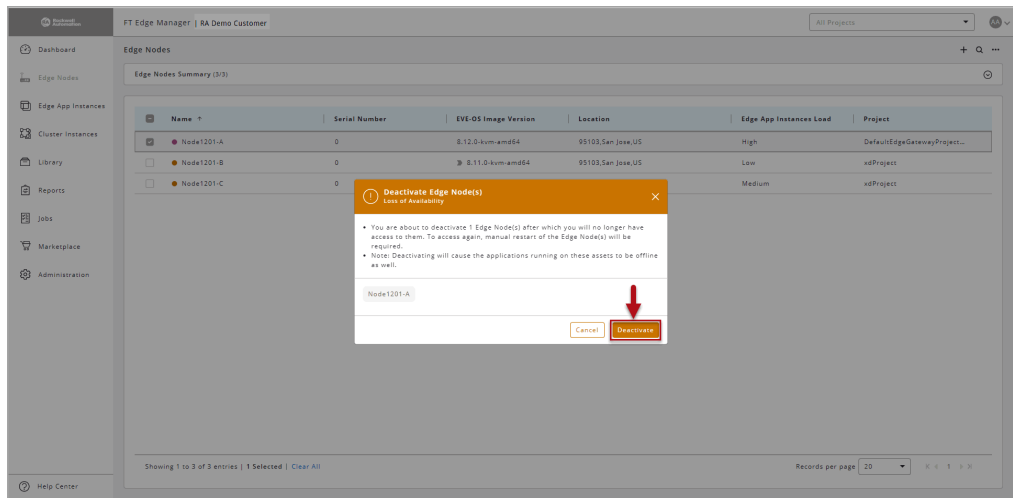 Rockwell Automation
FT Edge Manager | RA Demo Customer
All Projects
AA
Dashboard
Edge Nodes
Edge App Instances
Cluster Instances
Library
Reports
Jobs
Marketplace
Administration
Help Center
Edge Nodes
Edge Nodes Summary (3/3)
Name ↑ Serial Number EVE-OS Image Version Location Edge App Instances Load Project
Node1201-A 0 8.12.0-kvm-amd64 95103,San Jose,US High DefaultEdgeGatewayProject...
Node1201-B 0 8.11.0-kvm-amd64 95103,San Jose,US Low xdProject
Node1201-C 0 Medium xdProject
Deactivate Edge Node(s)
Loss of Availability
• You are about to deactivate 1 Edge Node(s) after which you will no longer have
access to them. To access again, manual restart of the Edge Node(s) will be
required.
• Note: Deactivating will cause the applications running on these assets to be offline
as well.
Node1201-A
Cancel Deactivate
Showing 1 to 3 of 3 entries | 1 Selected | Clear All
Records per page 20 1